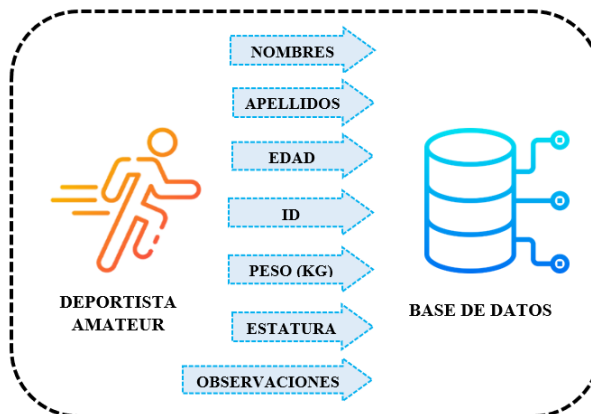 NOMBRES
APELLIDOS
EDAD
ID
PESO (KG)
ESTATURA
OBSERVACIONES
DEPORTISTA
AMATEUR
BASE DE DATOS